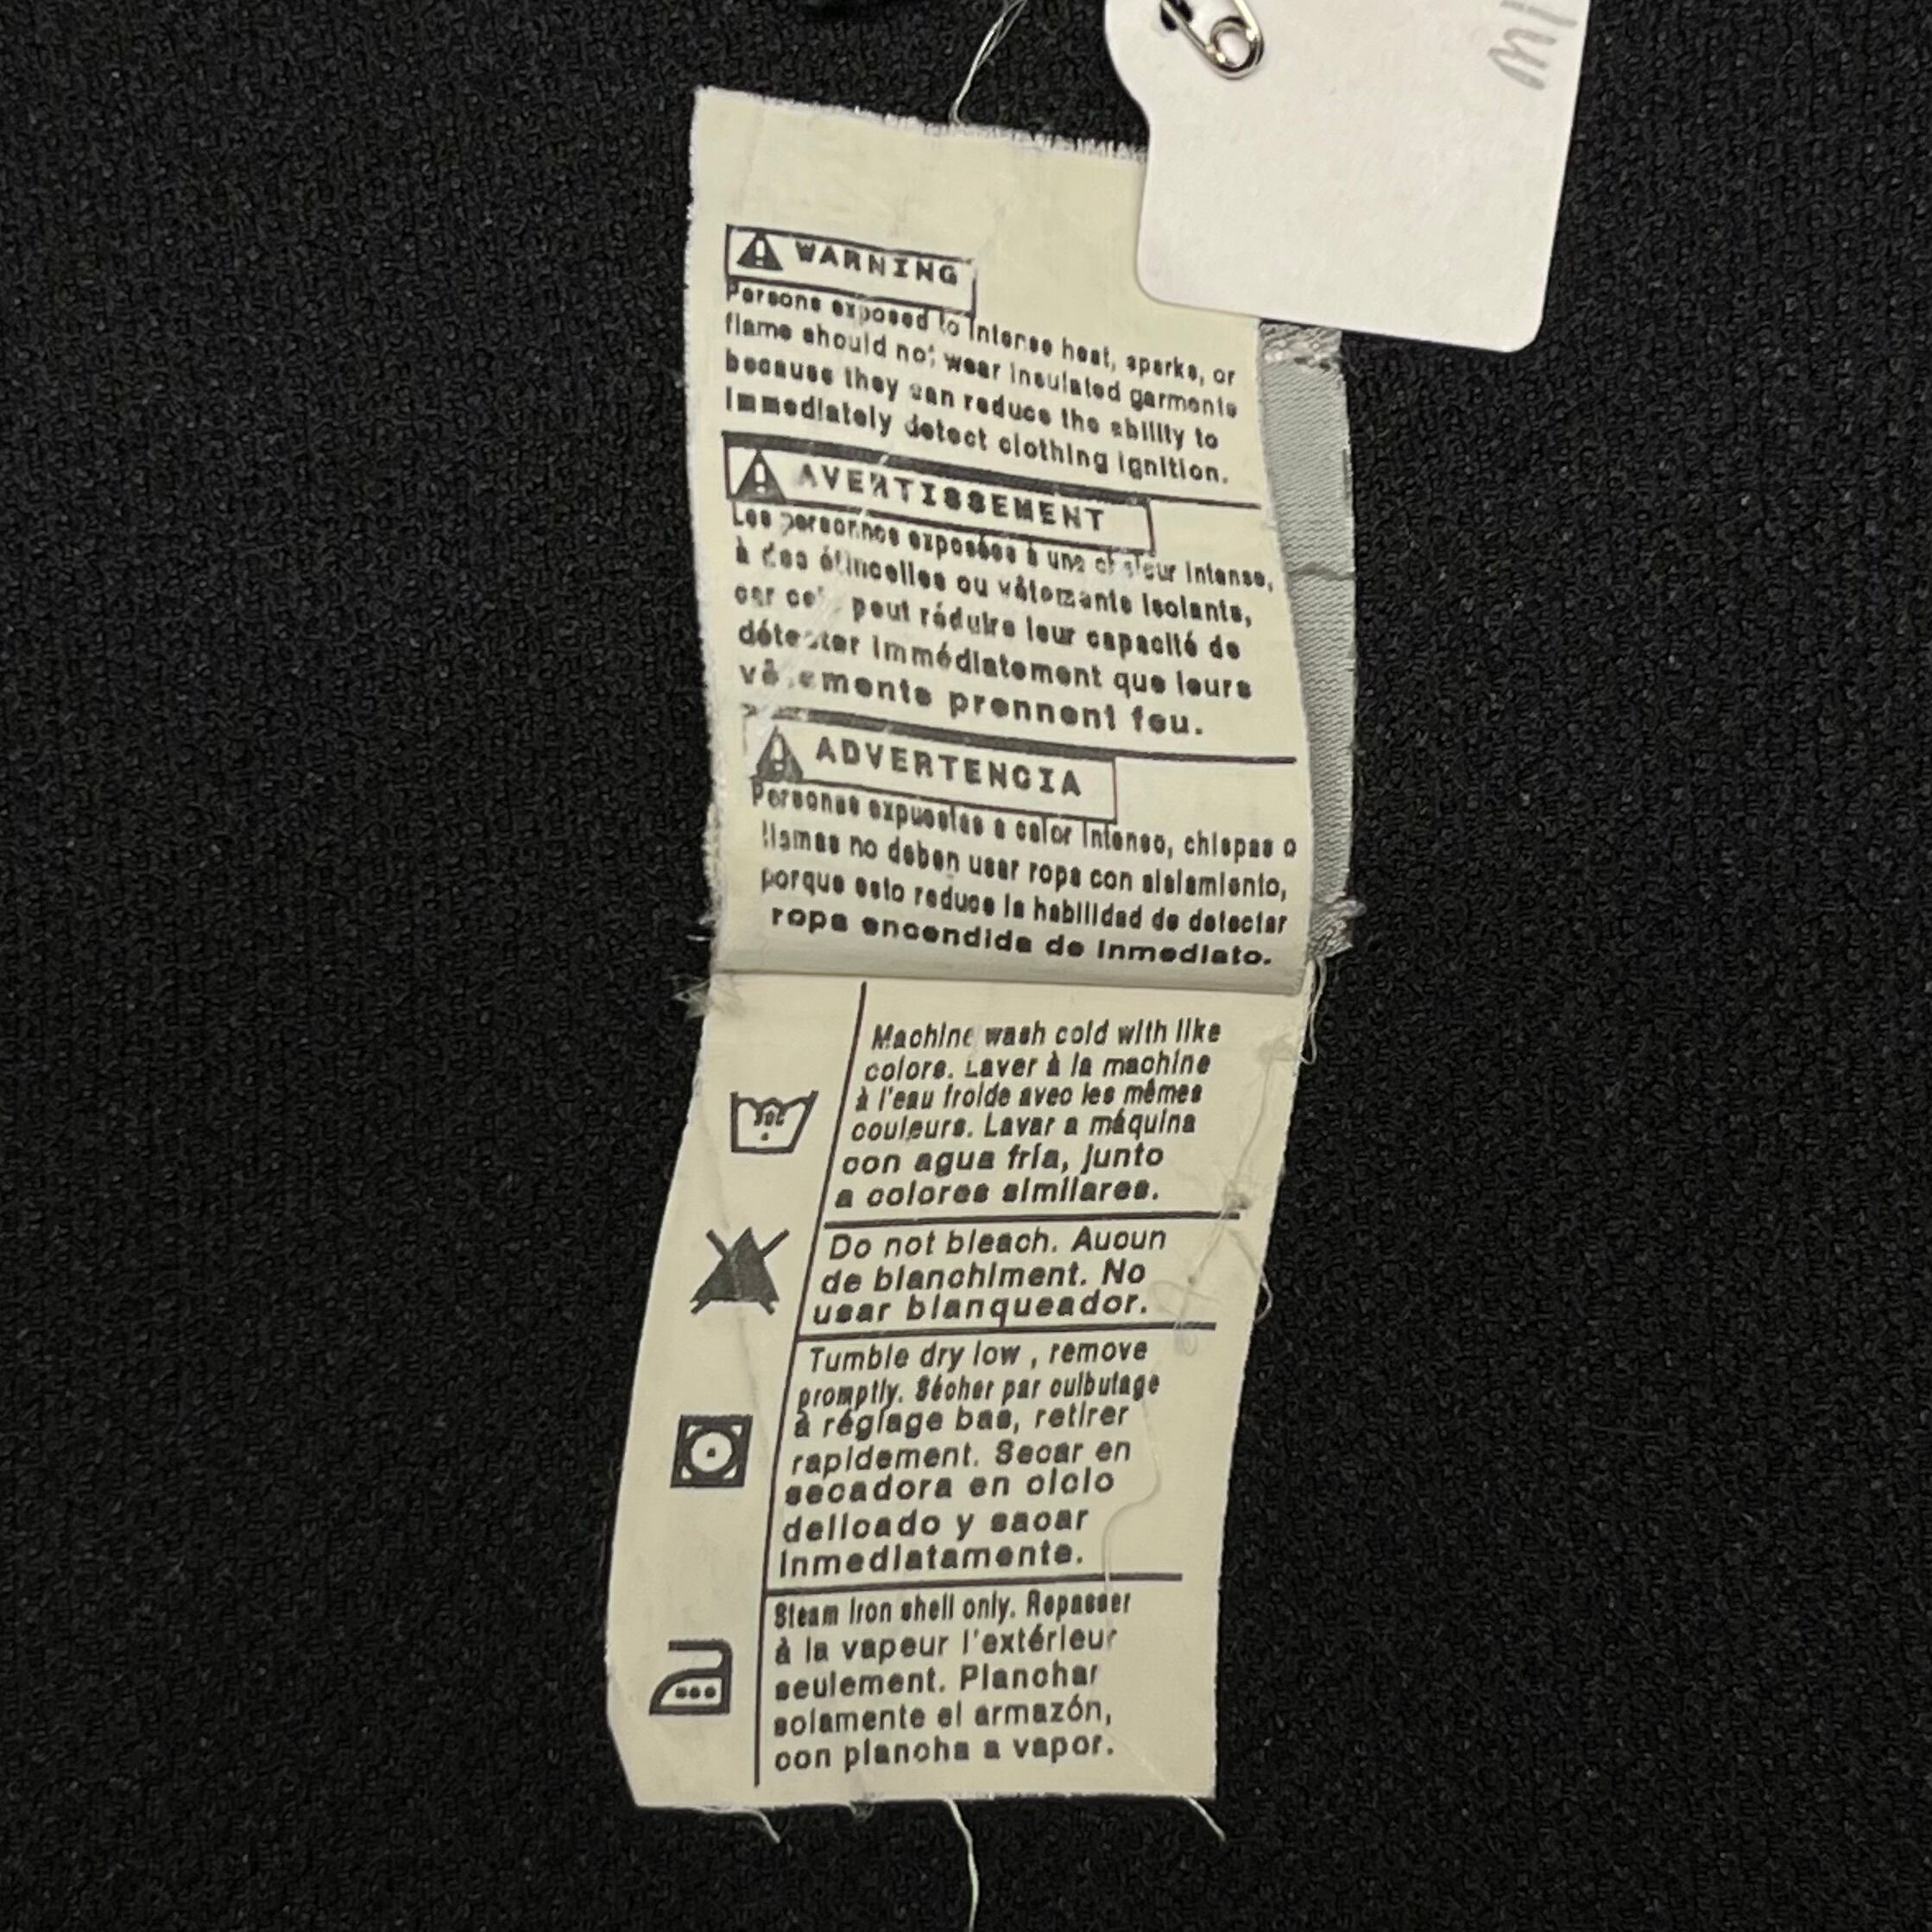 WARNING
Persons exposed to intense heat, sparks, or
flame should not wear insulated garments
because they can reduce the ability to
immediately detect clothing ignition.
AVERTISSEMENT
Les personnes exposées à une chaleur intense,
à des étincelles ou vêtements isolants,
car cel peut réduire leur capacité de
détecter immédiatement que leurs
vêtements prennent feu.
ADVERTENCIA
Personas expuestas a calor intenso, chispas o
llamas no deben usar ropa con aislamiento,
porque esto reduce la habilidad de detectar
ropa encendida de inmediato.
Machine wash cold with like
colors. Laver à la machine
à l'eau froide avec les mêmes
couleurs. Lavar a máquina
con agua fría, junto
a colores similares.
30C
Do not bleach. Aucun
de blanchiment. No
usar blanqueador.
Tumble dry low , remove
promptly. Sécher par culbutage
à réglage bas, retirer
rapidement. Secar en
secadora en ciclo
delicado y sacar
inmediatamente.
Steam iron shell only. Repasser
à la vapeur l'extérieur
seulement. Planchar
solamente el armazón,
con plancha a vapor.